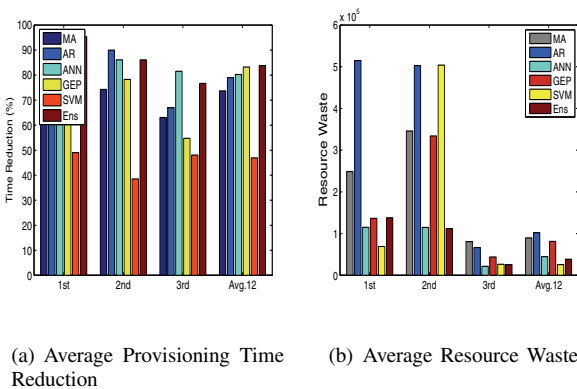 100
90
80
70
60
50
40
30
20
10
0
Time Reduction (%)
MA
AR
ANN
GEP
SVM
Ens
1st 2nd 3rd Avg.12
x 10^5
6
5
4
3
2
1
0
Resource Waste
MA
AR
ANN
GEP
SVM
Ens
1st 2nd 3rd Avg.12
(a) Average Provisioning Time
Reduction
(b) Average Resource Waste